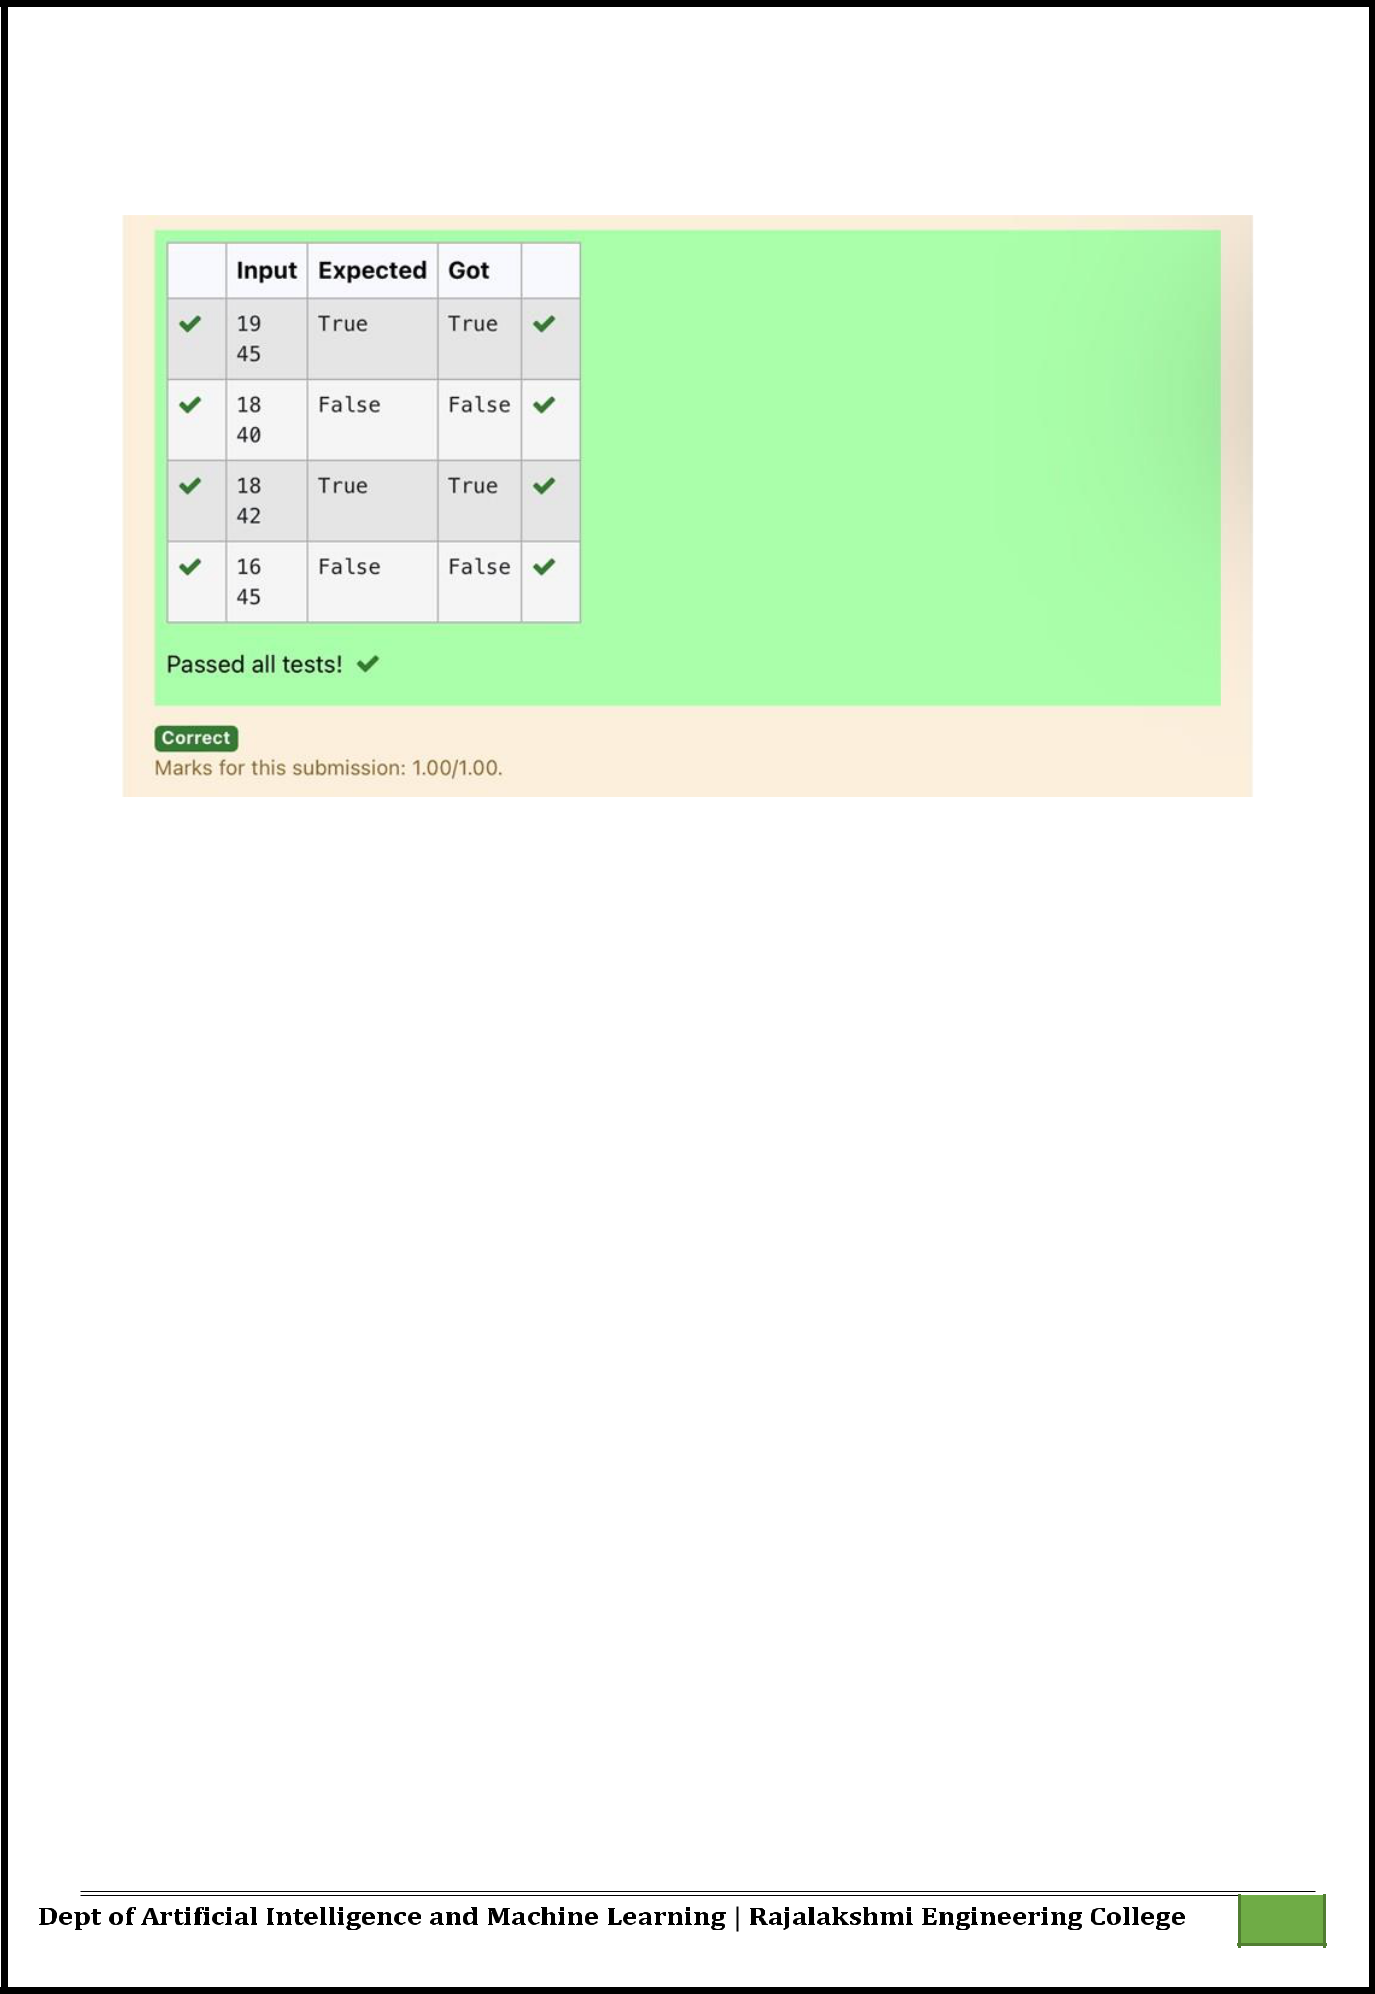 Input Expected Got
19 True True
45
18 False False
40
18 True True
42
16 False False
45
Passed all tests!
Correct
Marks for this submission: 1.00/1.00.
Dept of Artificial Intelligence and Machine Learning | Rajalakshmi Engineering College